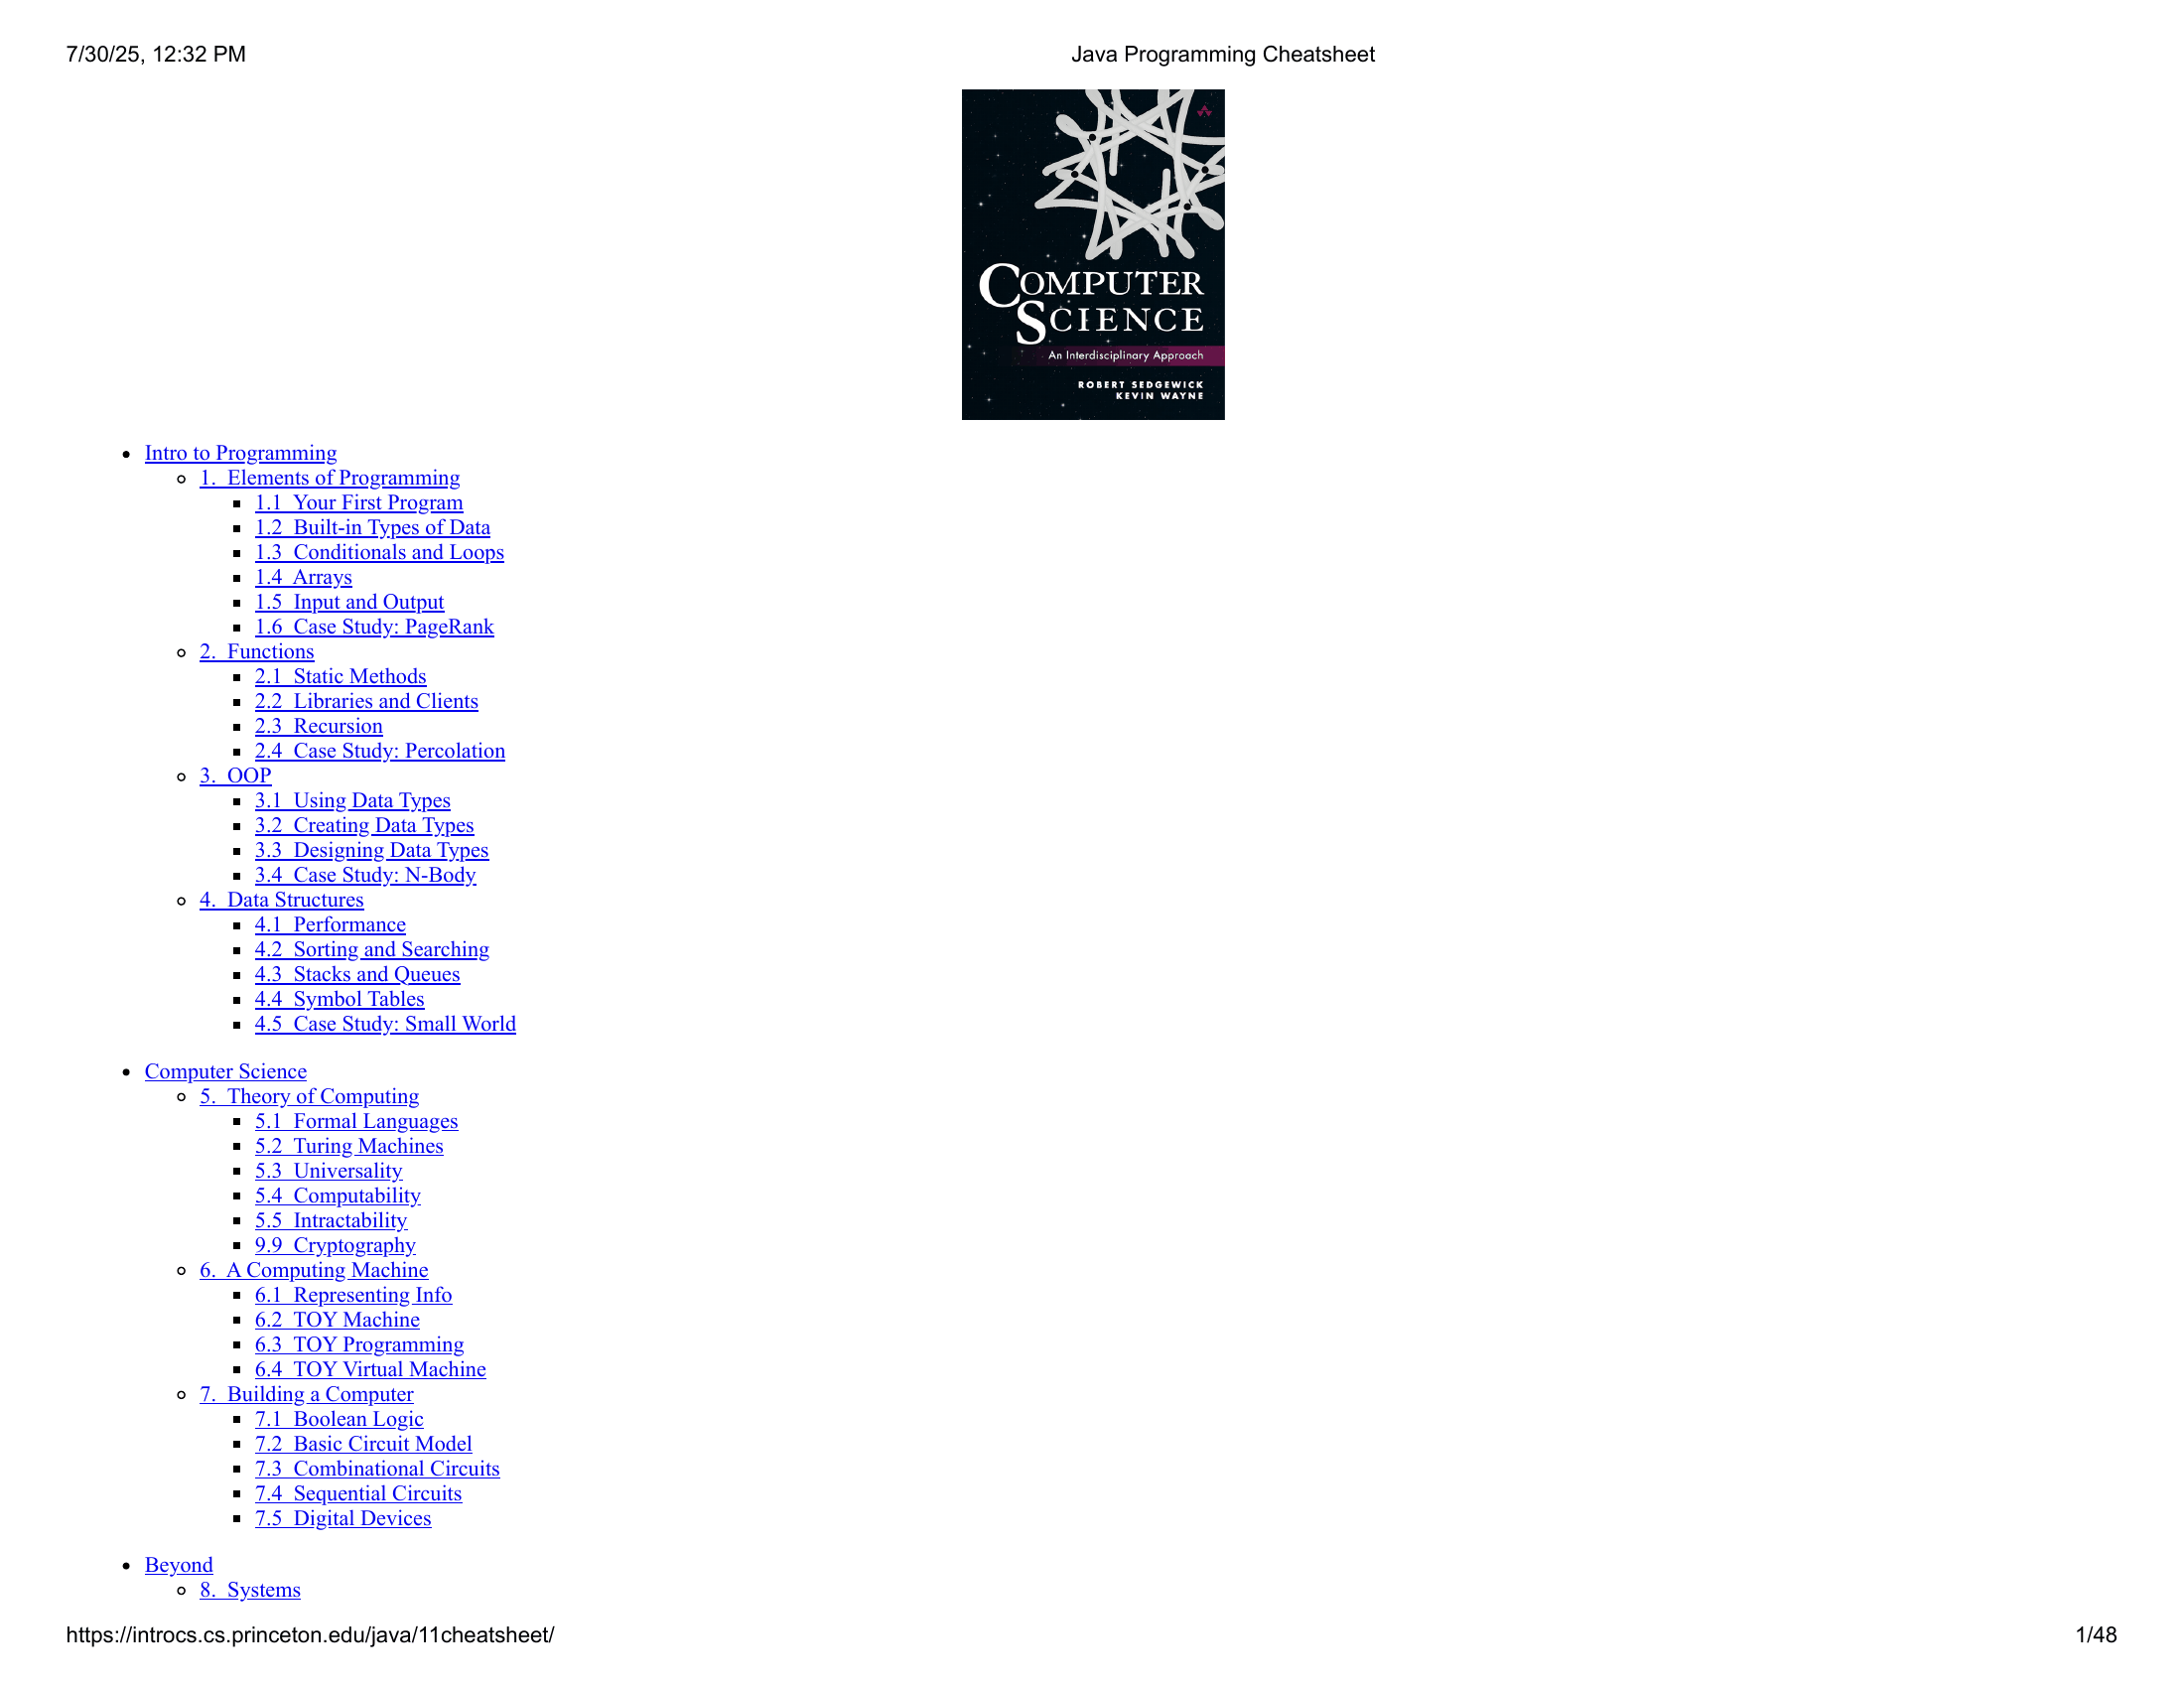 7/30/25, 12:32 PM
Java Programming Cheatsheet
COMPUTER
SCIENCE
An Interdisciplinary Approach
ROBERT SEDGEWICK
KEVIN WAYNE
Intro to Programming
1. Elements of Programming
1.1 Your First Program
1.2 Built-in Types of Data
1.3 Conditionals and Loops
1.4 Arrays
1.5 Input and Output
1.6 Case Study: PageRank
2. Functions
2.1 Static Methods
2.2 Libraries and Clients
2.3 Recursion
2.4 Case Study: Percolation
3. OOP
3.1 Using Data Types
3.2 Creating Data Types
3.3 Designing Data Types
3.4 Case Study: N-Body
4. Data Structures
4.1 Performance
4.2 Sorting and Searching
4.3 Stacks and Queues
4.4 Symbol Tables
4.5 Case Study: Small World
Computer Science
5. Theory of Computing
5.1 Formal Languages
5.2 Turing Machines
5.3 Universality
5.4 Computability
5.5 Intractability
9.9 Cryptography
6. A Computing Machine
6.1 Representing Info
6.2 TOY Machine
6.3 TOY Programming
6.4 TOY Virtual Machine
7. Building a Computer
7.1 Boolean Logic
7.2 Basic Circuit Model
7.3 Combinational Circuits
7.4 Sequential Circuits
7.5 Digital Devices
Beyond
8. Systems
https://introcs.cs.princeton.edu/java/11cheatsheet/
1/48